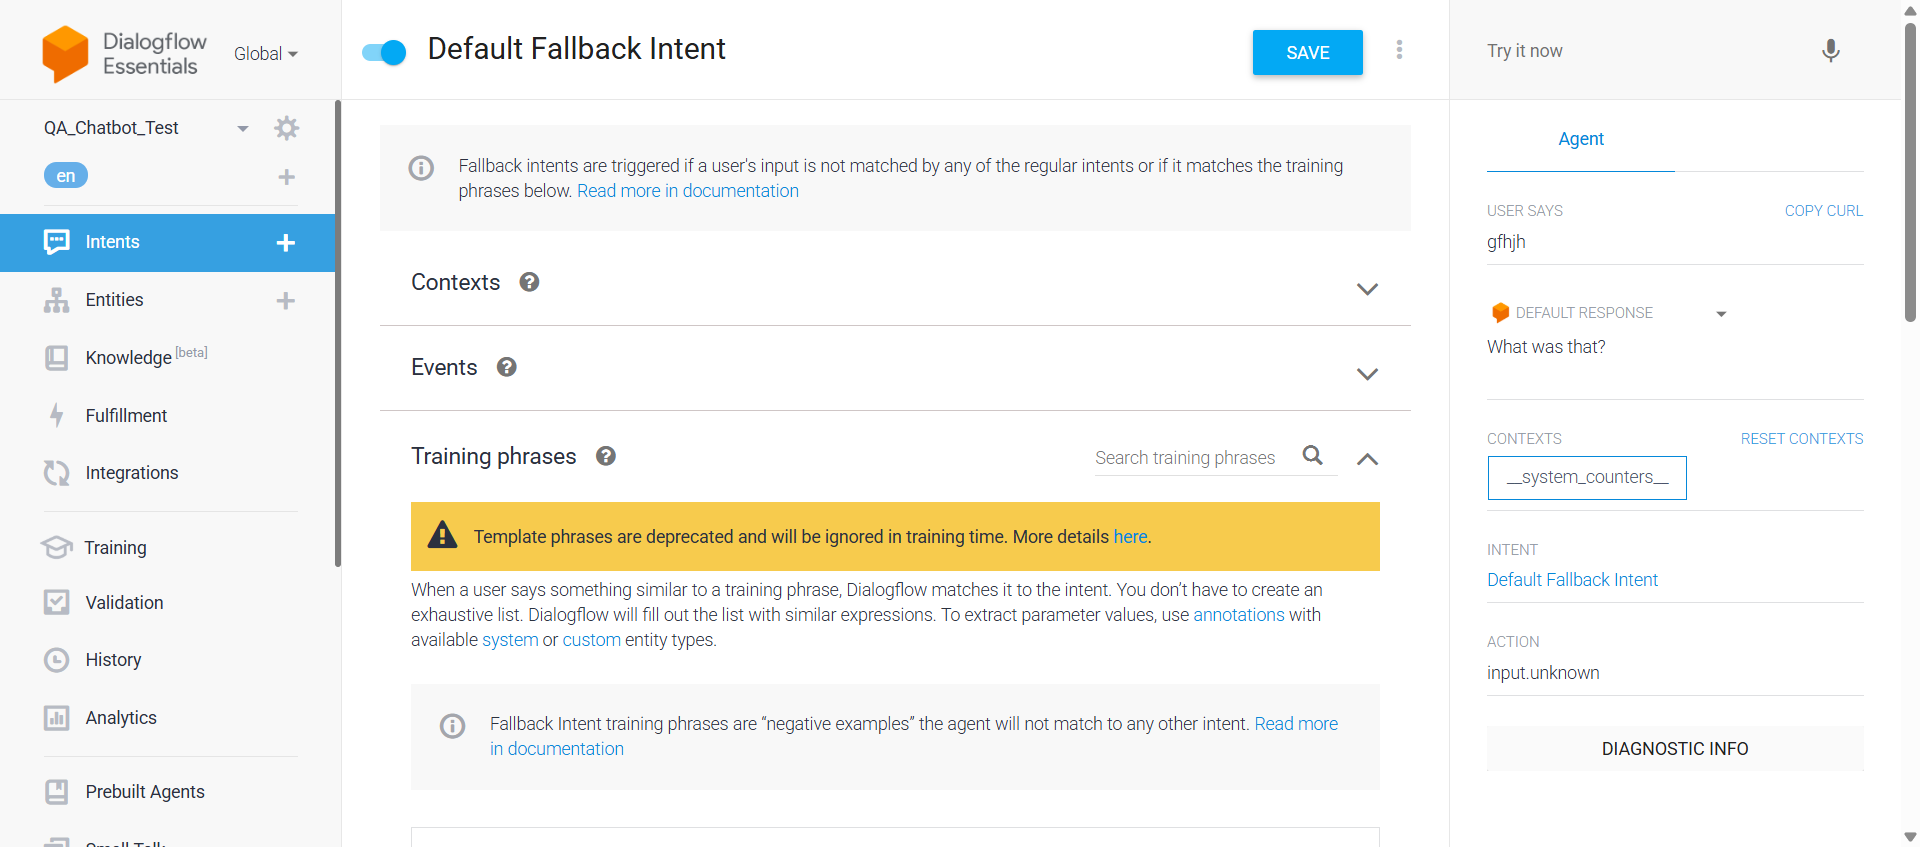 Dialogflow
Essentials
Global
QA_Chatbot_Test
en
Intents
Entities
Knowledge [beta]
Fulfillment
Integrations
Training
Validation
History
Analytics
Prebuilt Agents
Small Talk
Default Fallback Intent
SAVE
Fallback intents are triggered if a user's input is not matched by any of the regular intents or if it matches the training
phrases below. Read more in documentation
Contexts
Events
Training phrases
Search training phrases
Template phrases are deprecated and will be ignored in training time. More details here.
When a user says something similar to a training phrase, Dialogflow matches it to the intent. You don’t have to create an
exhaustive list. Dialogflow will fill out the list with similar expressions. To extract parameter values, use annotations with
available system or custom entity types.
Fallback Intent training phrases are “negative examples” the agent will not match to any other intent. Read more
in documentation
Try it now
Agent
USER SAYS
COPY CURL
gfhjh
DEFAULT RESPONSE
What was that?
CONTEXTS
RESET CONTEXTS
__system_counters__
INTENT
Default Fallback Intent
ACTION
input.unknown
DIAGNOSTIC INFO